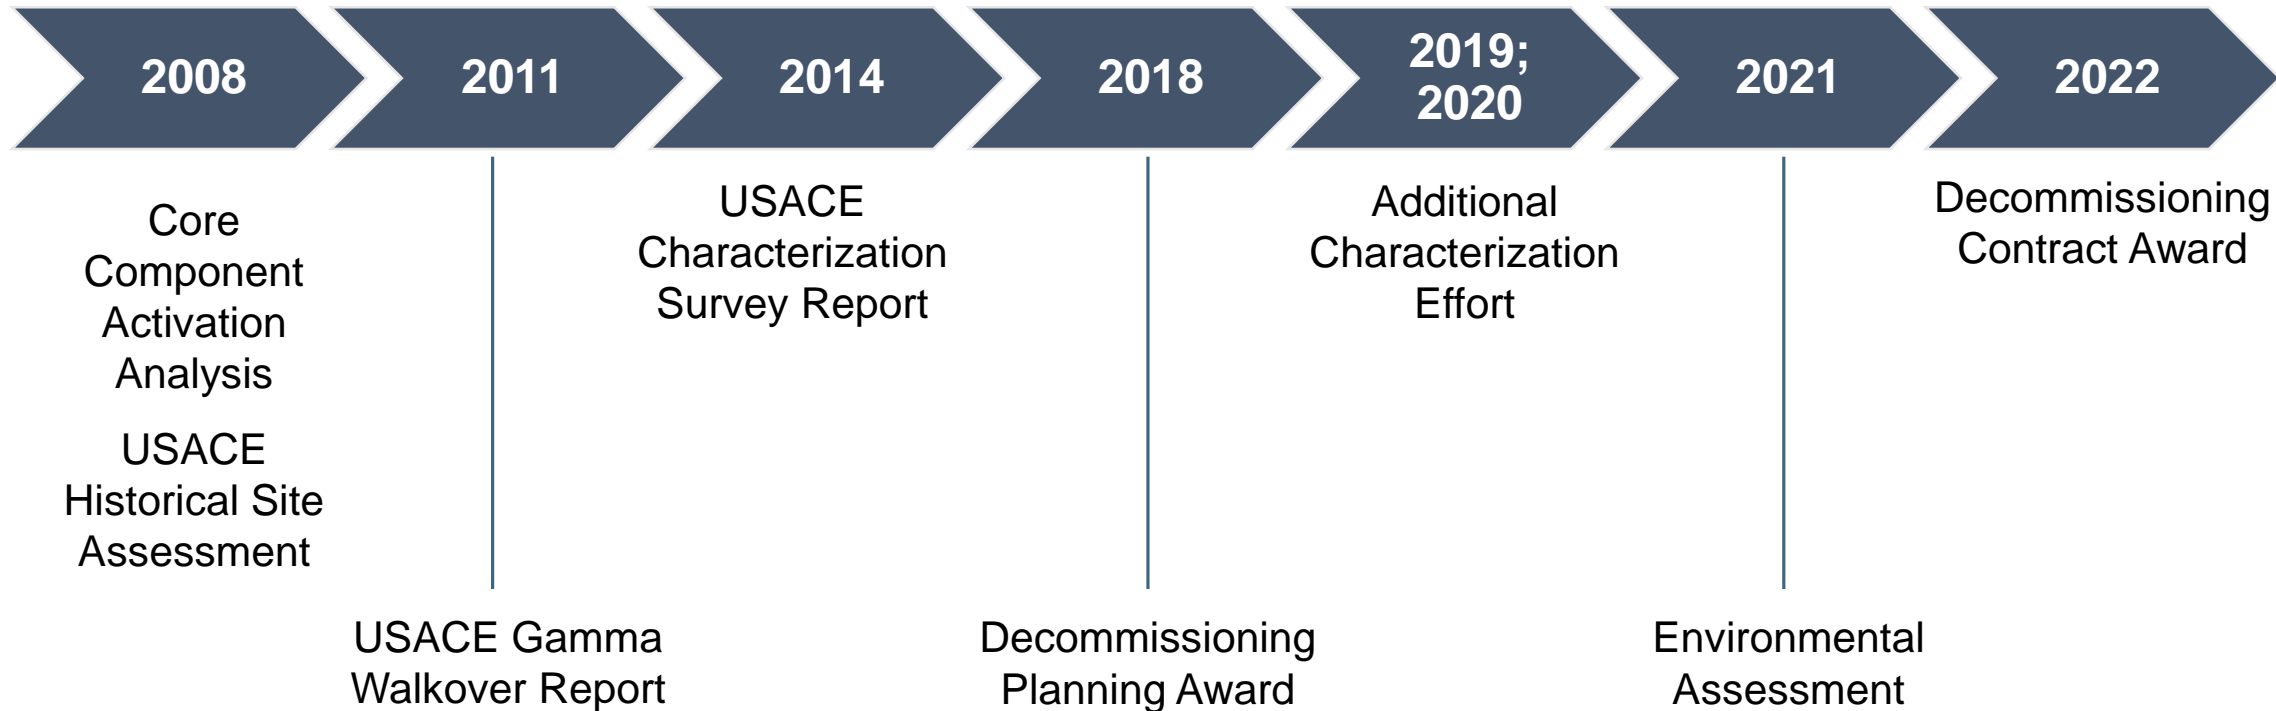 2008
2011
2014
2018
2019;
2020
2021
2022
Core
Component
Activation
Analysis
USACE
Historical Site
Assessment
USACE Gamma
Walkover Report
USACE
Characterization
Survey Report
Decommissioning
Planning Award
Additional
Characterization
Effort
Environmental
Assessment
Decommissioning
Contract Award